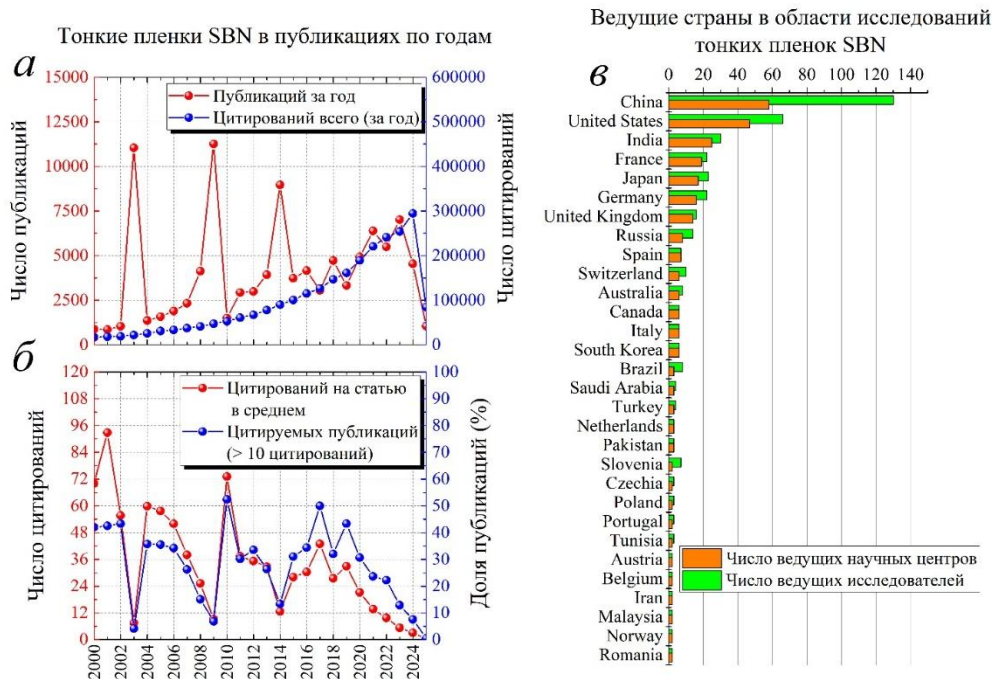 Тонкие пленки SBN в публикациях по годам
а
15000
12500
10000
7500
5000
2500
0
Число публикаций
Публикаций за год
Цитирований всего (за год)
600000
500000
400000
300000
200000
100000
0
Число цитирований
б
120
108
96
84
72
60
48
36
24
12
0
Число цитирований
Цитирований на статью
в среднем
Цитируемых публикаций
(> 10 цитирований)
100
90
80
70
60
50
40
30
20
10
0
Доля публикаций (%)
2000
2002
2004
2006
2008
2010
2012
2014
2016
2018
2020
2022
2024
Ведущие страны в области исследований
тонких пленок SBN
в
0 20 40 60 80 100 120 140
China
United States
India
France
Japan
Germany
United Kingdom
Russia
Spain
Switzerland
Australia
Canada
Italy
South Korea
Brazil
Saudi Arabia
Turkey
Netherlands
Pakistan
Slovenia
Czechia
Poland
Portugal
Tunisia
Austria
Belgium
Iran
Malaysia
Norway
Romania
Число ведущих научных центров
Число ведущих исследователей